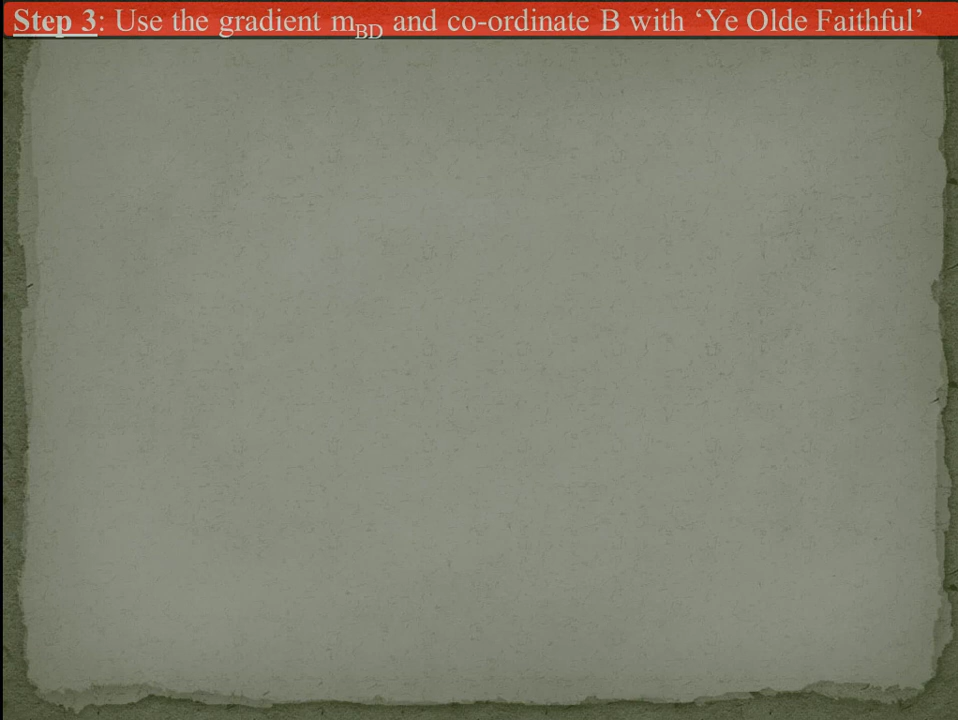 Step 3: Use the gradient mBD and co-ordinate B with ‘Ye Olde Faithful’